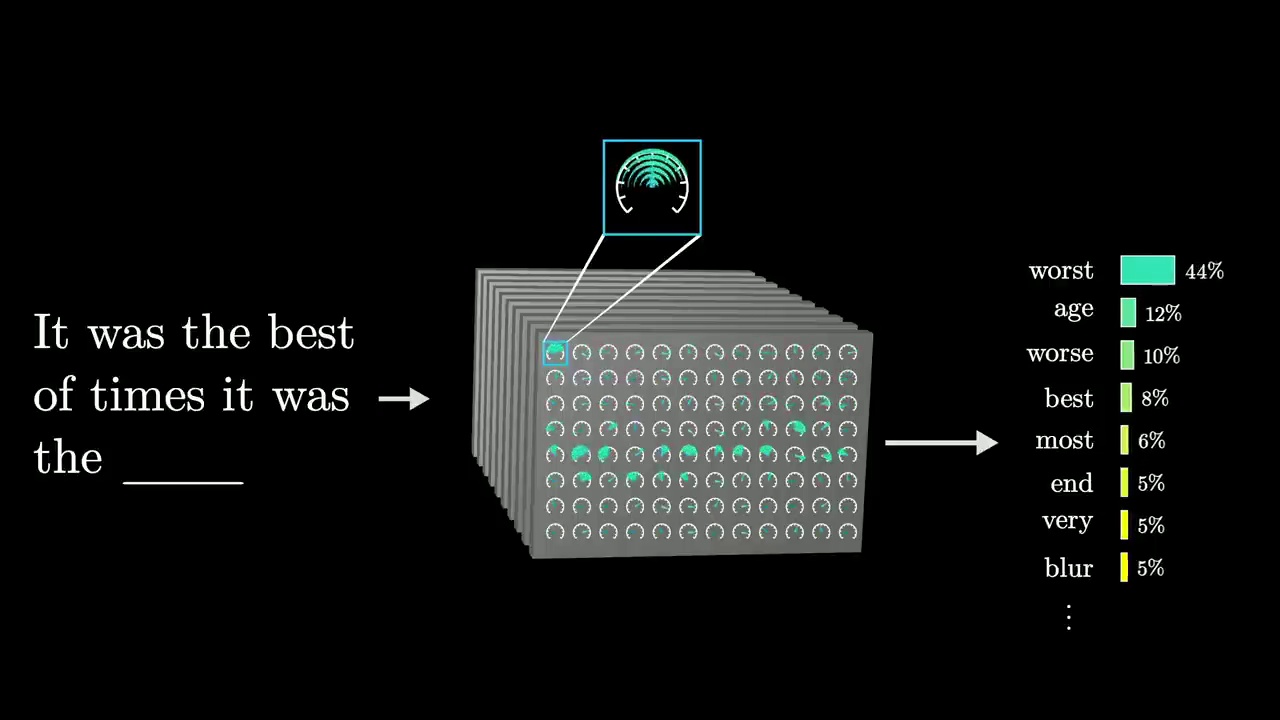 It was the best
of times it was
the
worst 44%
age 12%
worse 10%
best 8%
most 6%
end 5%
very 5%
blur 5%
⋮